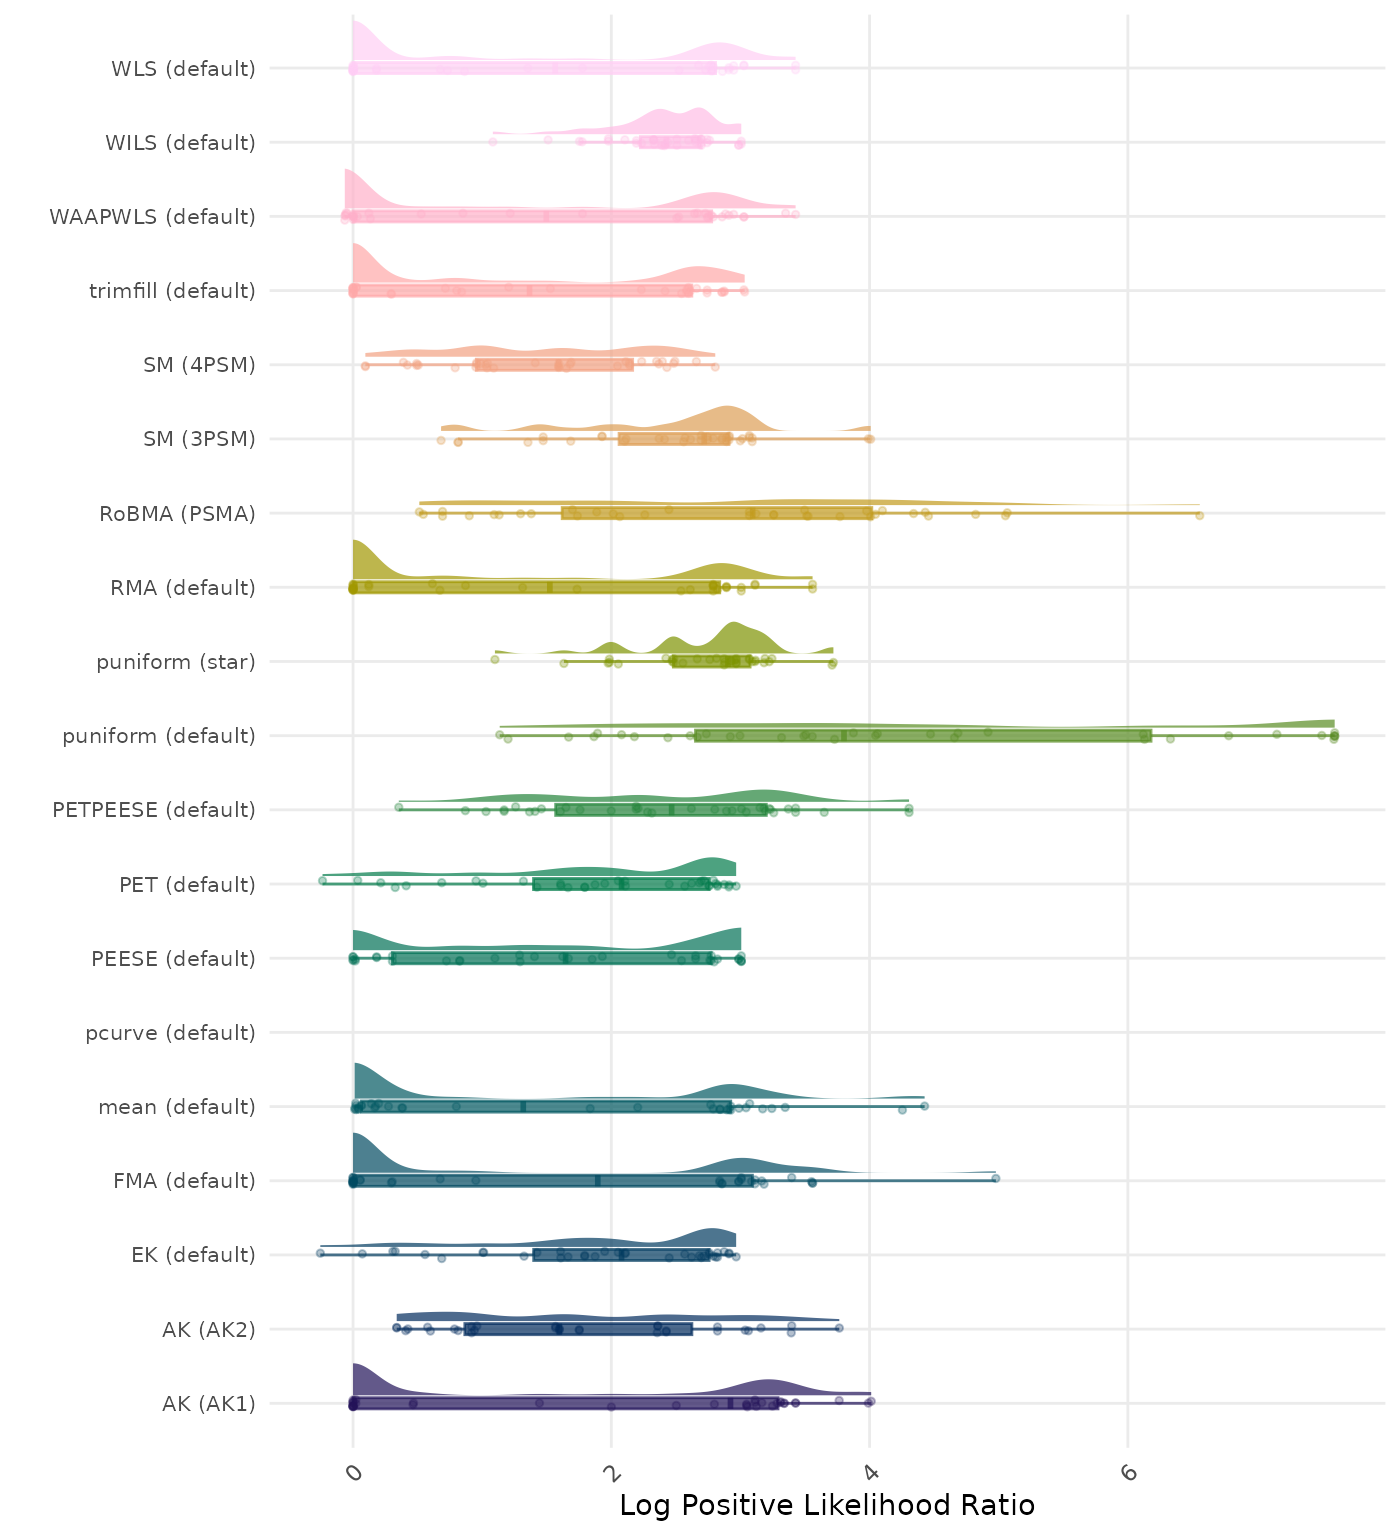 WLS (default)
WILS (default)
WAAPWLS (default)
trimfill (default)
SM (4PSM)
SM (3PSM)
RoBMA (PSMA)
RMA (default)
puniform (star)
puniform (default)
PETPEESE (default)
PET (default)
PEESE (default)
pcurve (default)
mean (default)
FMA (default)
EK (default)
AK (AK2)
AK (AK1)
0 2 4 6
Log Positive Likelihood Ratio